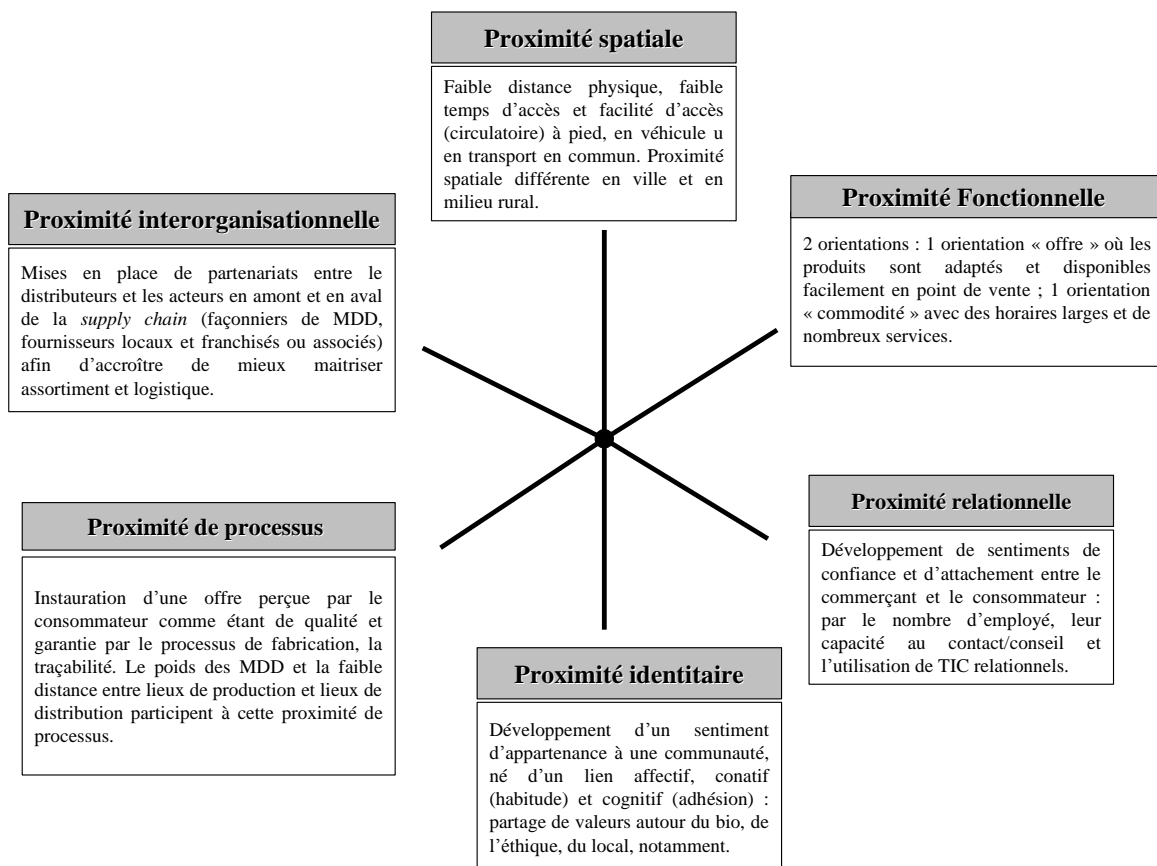 Proximité spatiale
Faible distance physique, faible
temps d’accès et facilité d’accès
(circulatoire) à pied, en véhicule u
en transport en commun. Proximité
spatiale différente en ville et en
milieu rural.
Proximité interorganisationnelle
Mises en place de partenariats entre le
distributeurs et les acteurs en amont et en aval
de la supply chain (façonniers de MDD,
fournisseurs locaux et franchisés ou associés)
afin d’accroître de mieux maitriser
assortiment et logistique.
Proximité Fonctionnelle
2 orientations : 1 orientation « offre » où les
produits sont adaptés et disponibles
facilement en point de vente ; 1 orientation
« commodité » avec des horaires larges et de
nombreux services.
Proximité de processus
Instauration d’une offre perçue par le
consommateur comme étant de qualité et
garantie par le processus de fabrication, la
traçabilité. Le poids des MDD et la faible
distance entre lieux de production et lieux de
distribution participent à cette proximité de
processus.
Proximité relationnelle
Développement de sentiments de
confiance et d’attachement entre le
commerçant et le consommateur :
par le nombre d’employé, leur
capacité au contact/conseil et
l’utilisation de TIC relationnels.
Proximité identitaire
Développement d’un sentiment
d’appartenance à une communauté,
né d’un lien affectif, conatif
(habitude) et cognitif (adhésion) :
partage de valeurs autour du bio, de
l’éthique, du local, notamment.